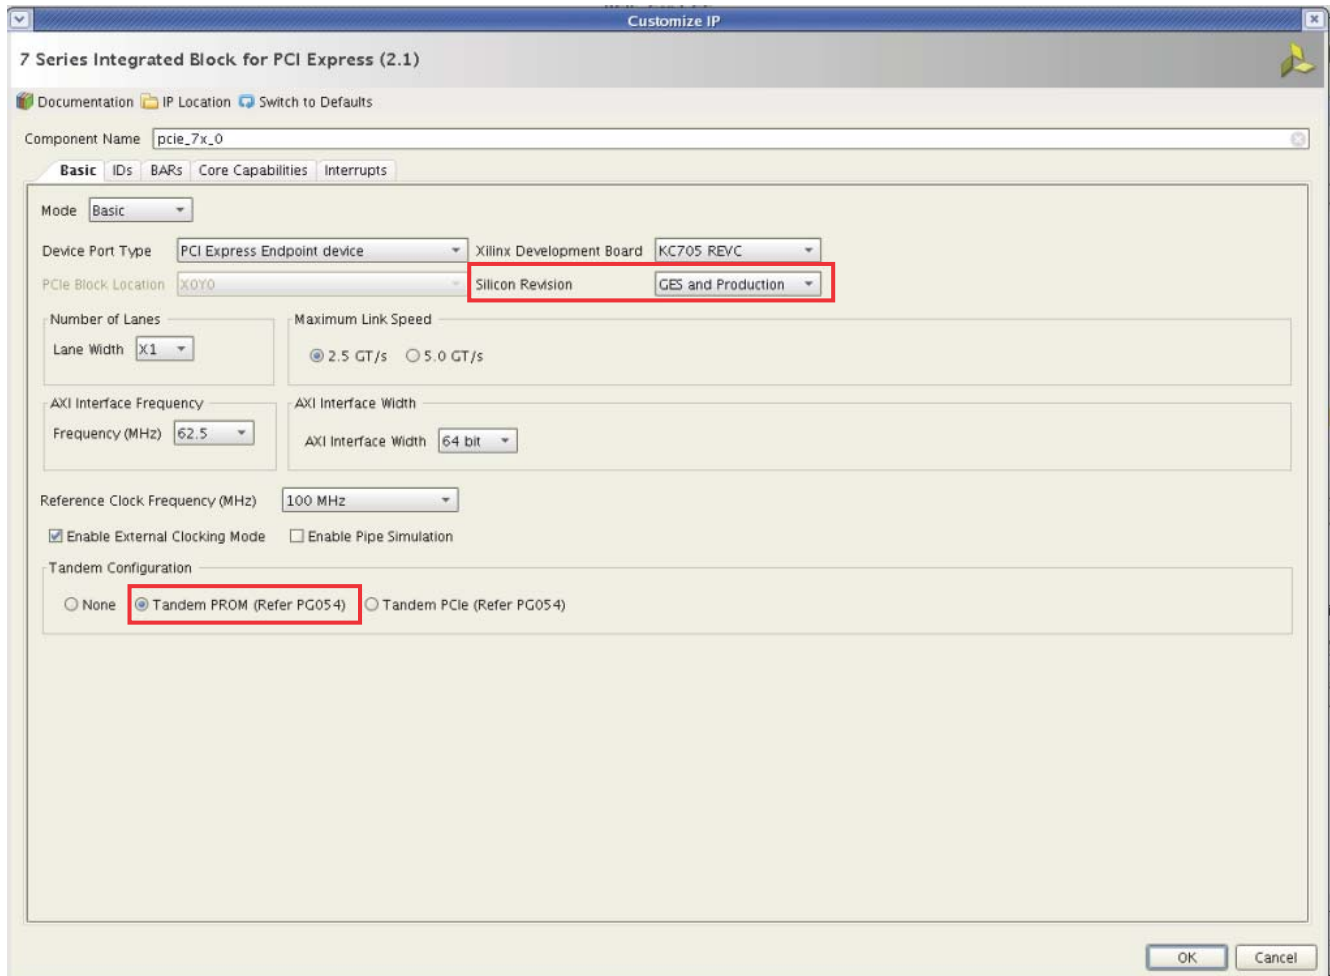 Customize IP
7 Series Integrated Block for PCI Express (2.1)
Documentation IP Location Switch to Defaults
Component Name pcie_7x_0
Basic IDs BARs Core Capabilities Interrupts
Mode Basic
Device Port Type PCI Express Endpoint device Xilinx Development Board KC705 REVC
PCIe Block Location X0Y0 Silicon Revision GES and Production
Number of Lanes Maximum Link Speed
Lane Width X1 2.5 GT/s 5.0 GT/s
AXI Interface Frequency AXI Interface Width
Frequency (MHz) 62.5 AXI Interface Width 64 bit
Reference Clock Frequency (MHz) 100 MHz
Enable External Clocking Mode Enable Pipe Simulation
Tandem Configuration
None Tandem PROM (Refer PG054) Tandem PCIe (Refer PG054)
OK Cancel